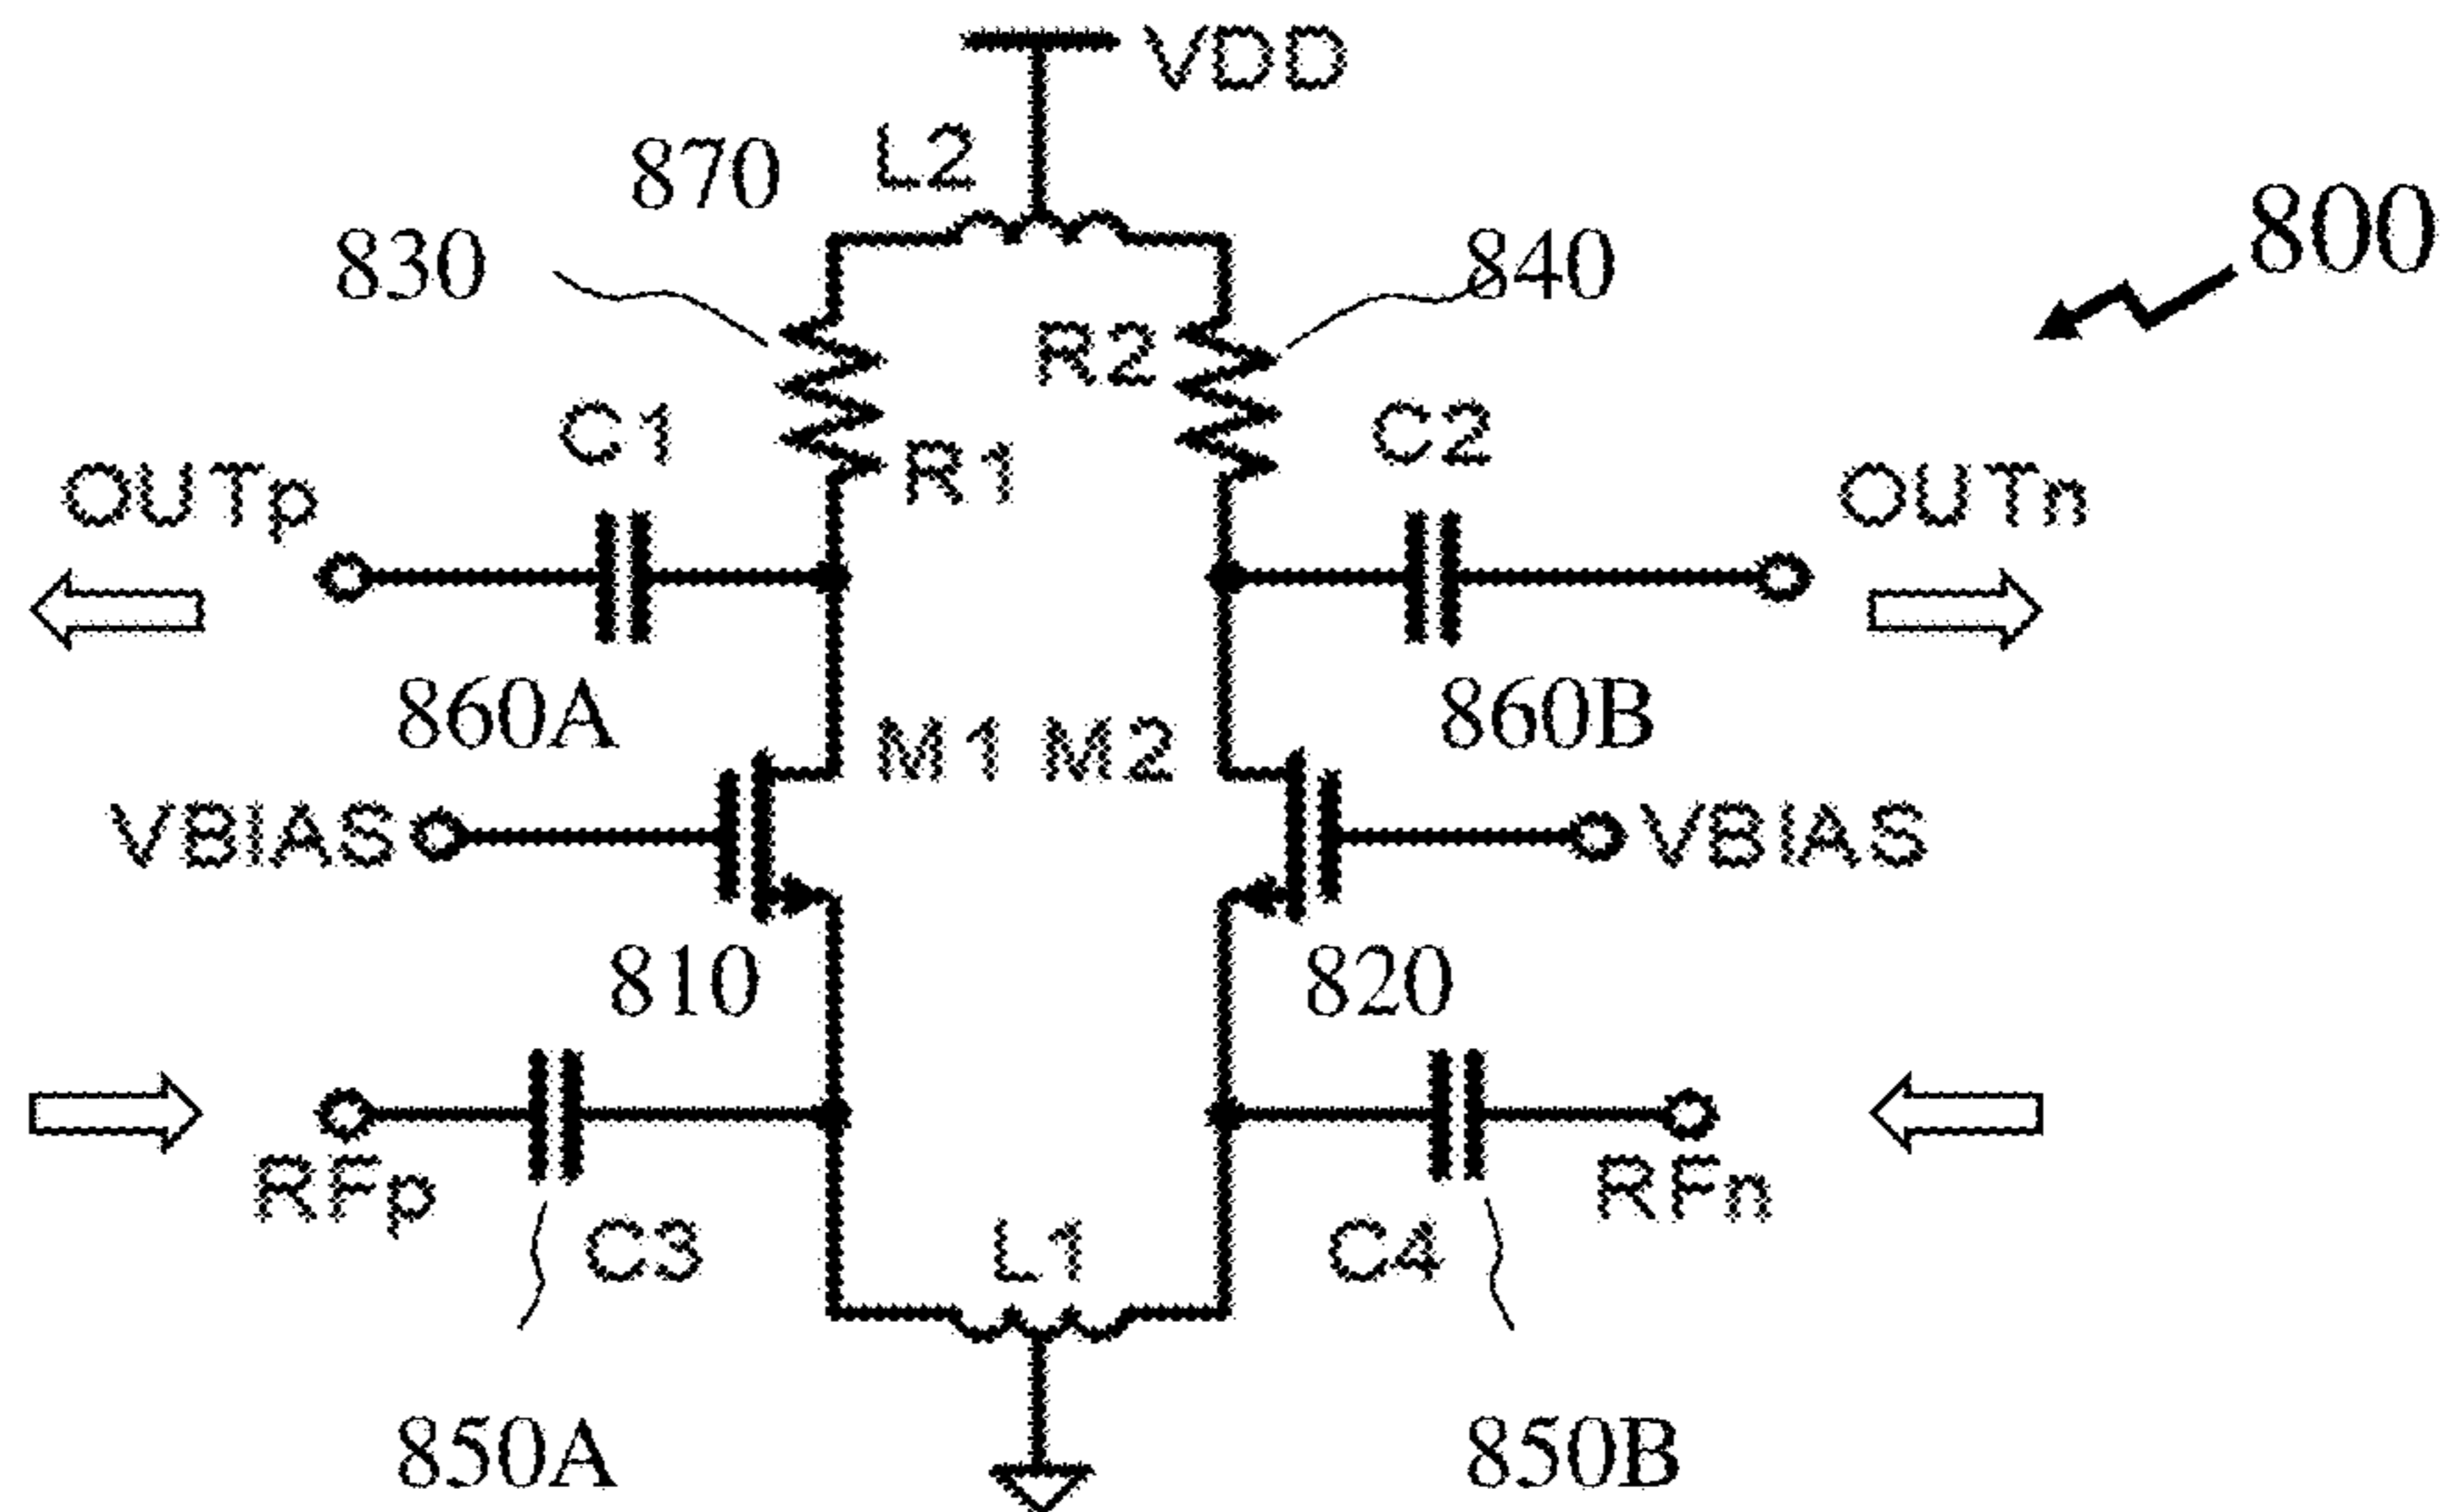 VDD
L2
870
800
830
840
R2
C1
C2
R1
OUTp
OUTn
860A
860B
M1 M2
VBIAS
VBIAS
810
820
RFp
RFn
C3
L1
C4
850A
850B